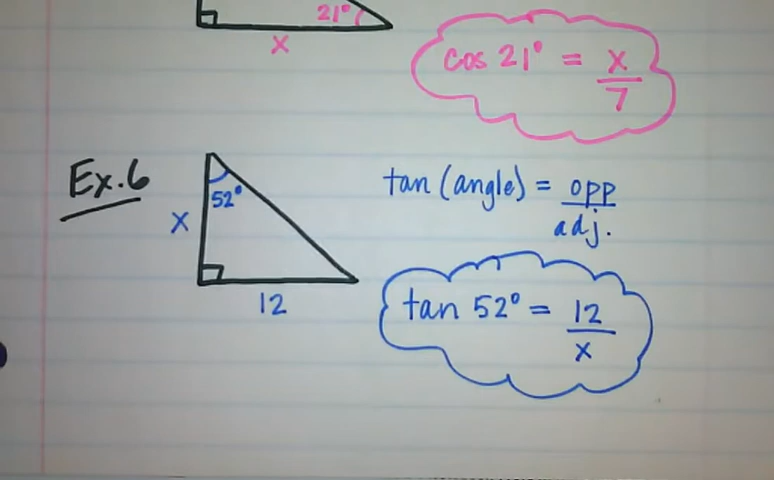 21°
x
cos 21° = x
7
Ex.6
52°
x
12
tan (angle) = opp
adj.
tan 52° = 12
x